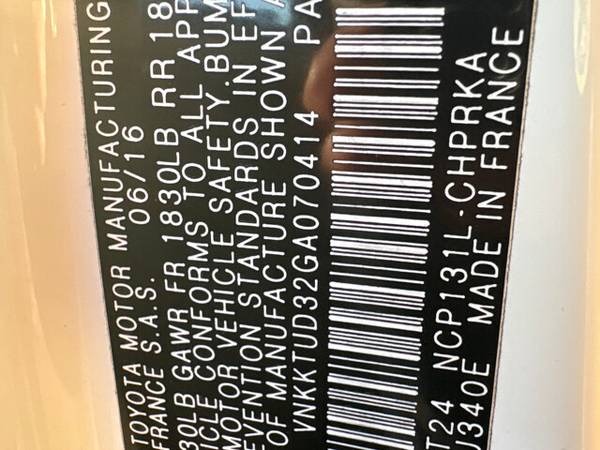 TOYOTA MOTOR MANUFACTURING
FRANCE S.A.S. 06/16
30LB GAWR FR 1830LB RR 18
ICLE CONFORMS TO ALL APP
MOTOR VEHICLE SAFETY, BUM
EVENTION STANDARDS IN EF
OF MANUFACTURE SHOWN A
VNKKTUD32GA070414 PA
T24 NCP131L-CHPRKA
U340E MADE IN FRANCE